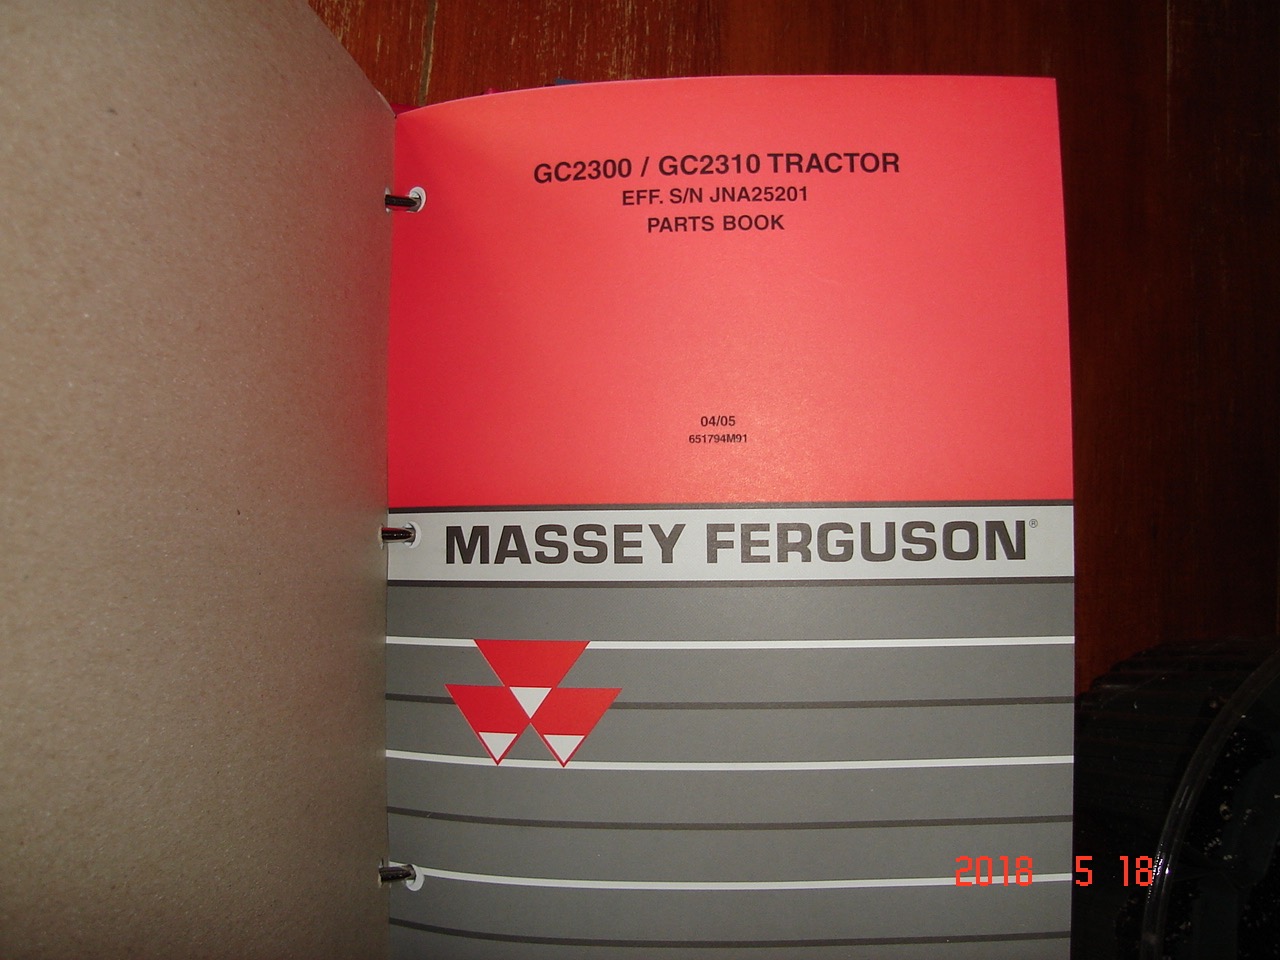 GC2300 / GC2310 TRACTOR
EFF. S/N JNA25201
PARTS BOOK
04/05
651794M91
MASSEY FERGUSON®
2018 5 18